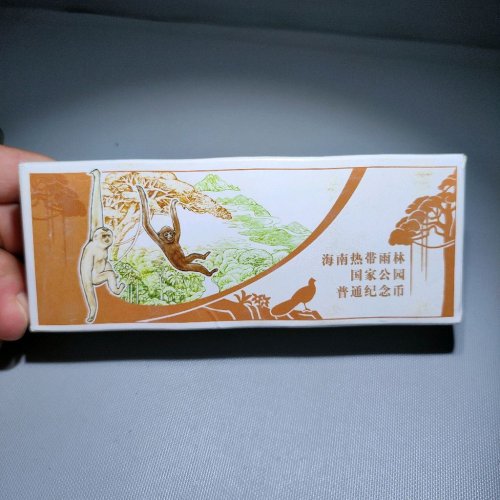 海南热带雨林
国家公园
普通纪念币